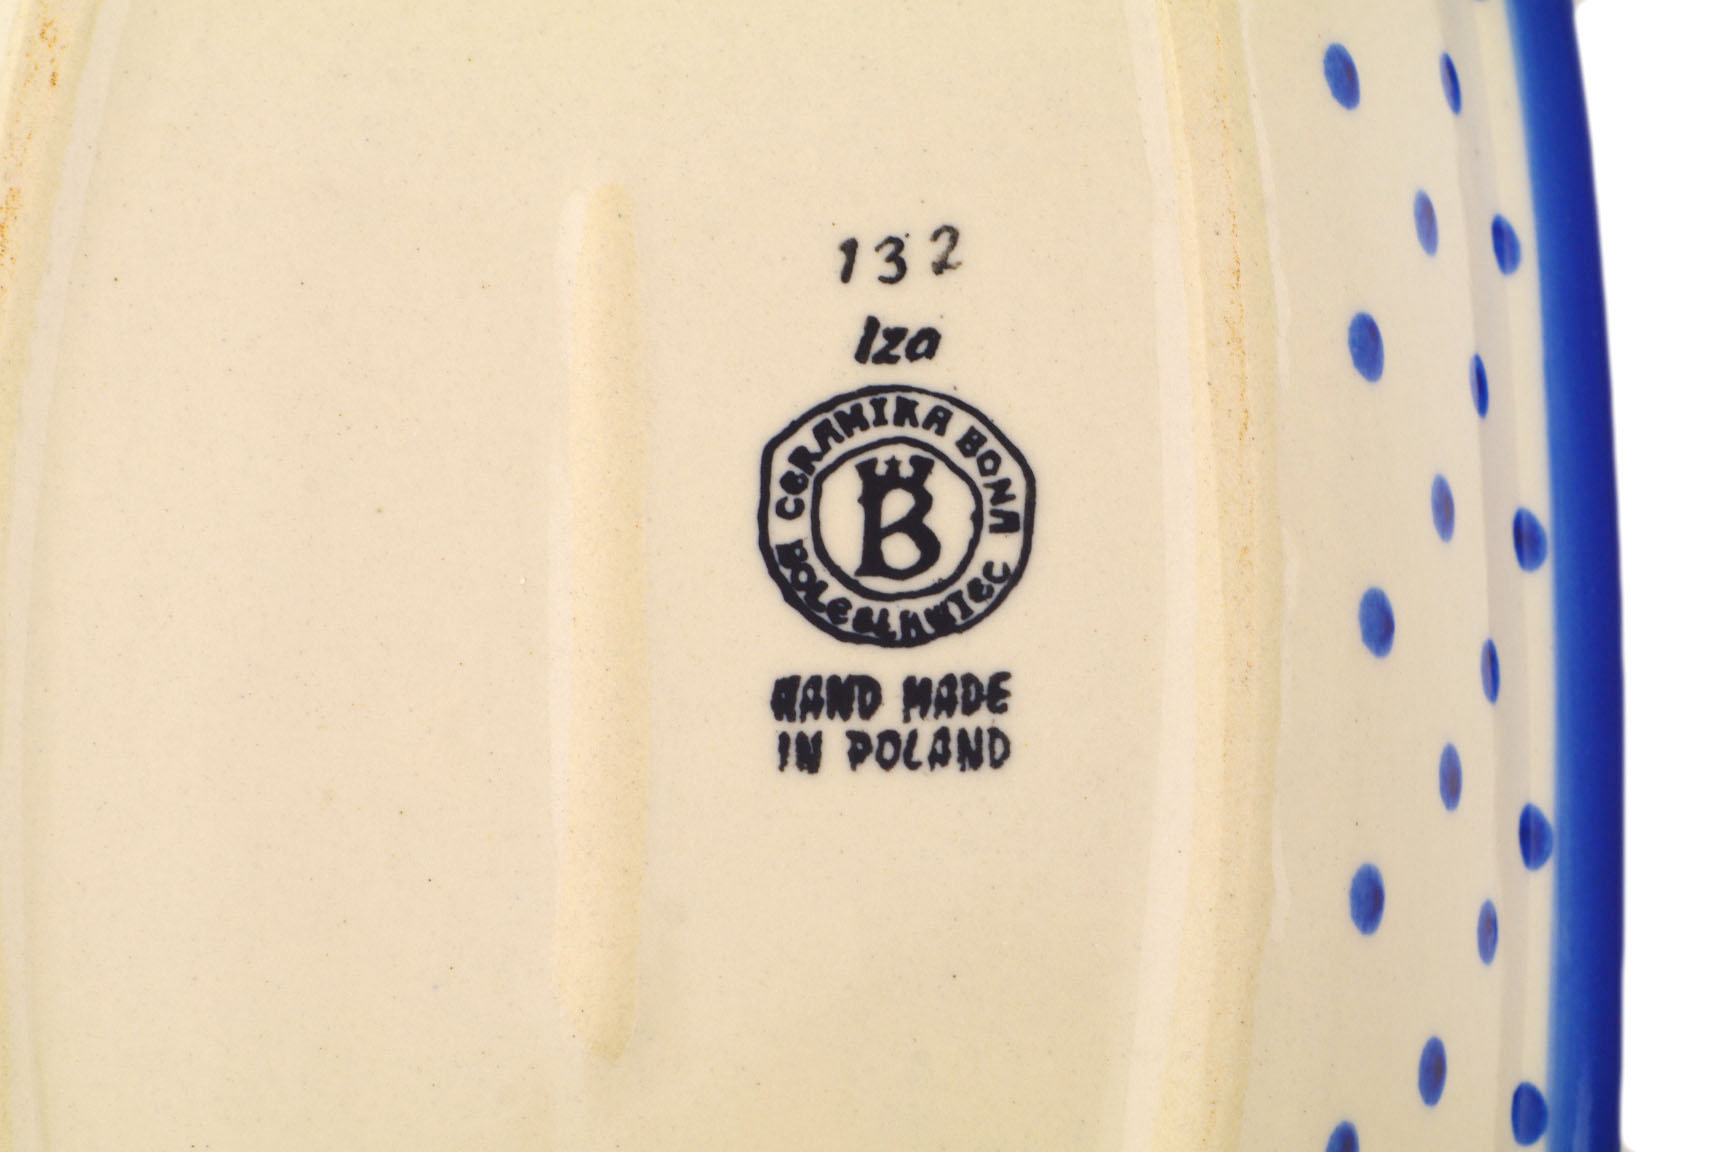 132
Iza
CERAMIKA BONA
B
BOLESŁAWIEC
HAND MADE
IN POLAND